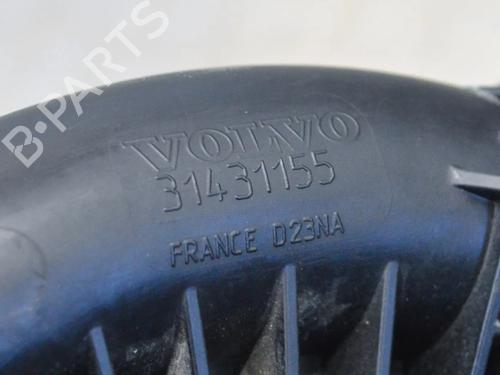 B-PARTS
VOLVO
31431155
FRANCE D23NA